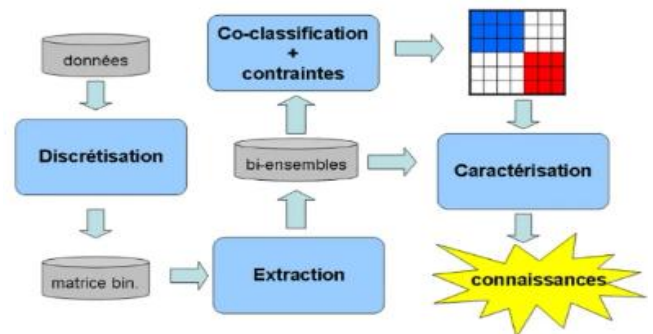 données
Discrétisation
matrice bin.
Extraction
bi-ensembles
Co-classification
+
contraintes
Caractérisation
connaissances